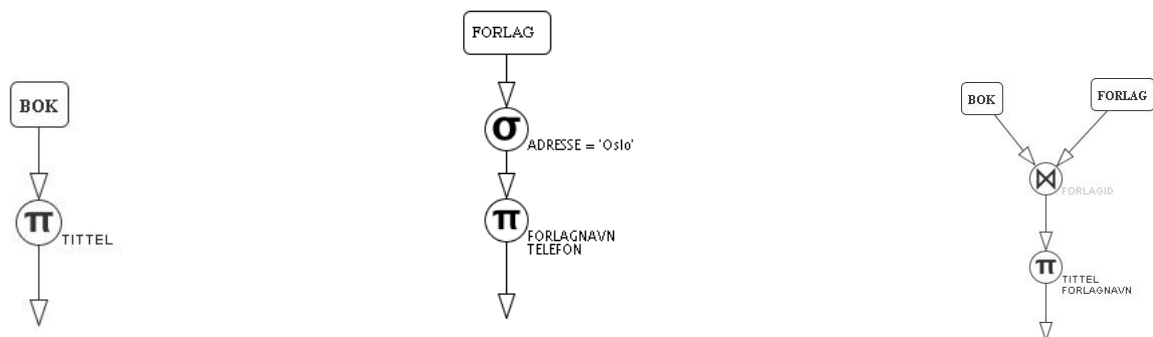 BOK
π
TITTEL
FORLAG
σ
ADRESSE = 'Oslo'
π
FORLAGNAVN
TELEFON
BOK
FORLAG
⋈
FORLAGID
π
TITTEL
FORLAGNAVN